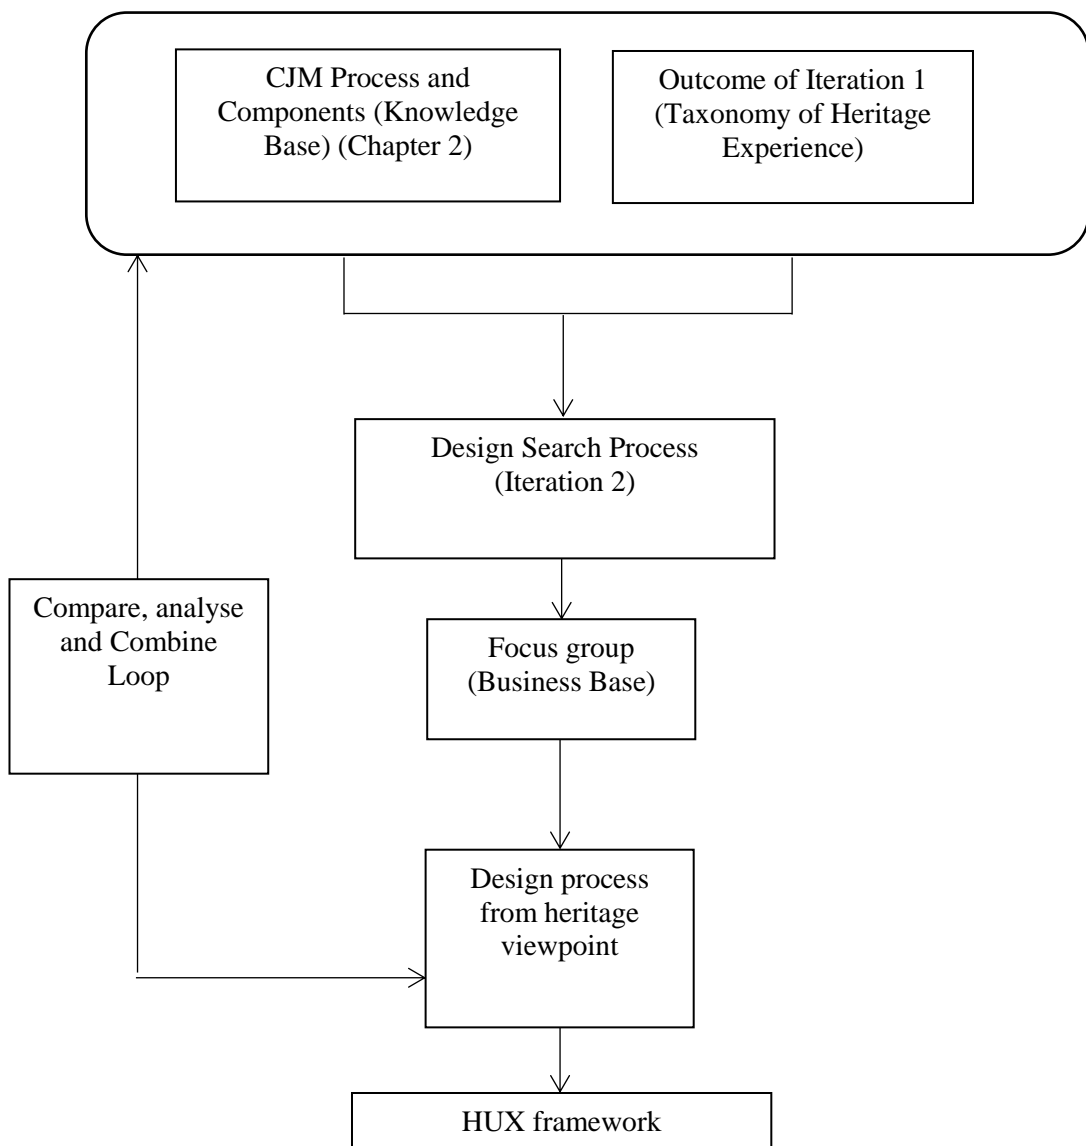 CJM Process and
Components (Knowledge
Base) (Chapter 2)
Outcome of Iteration 1
(Taxonomy of Heritage
Experience)
Design Search Process
(Iteration 2)
Compare, analyse
and Combine
Loop
Focus group
(Business Base)
Design process
from heritage
viewpoint
HUX framework